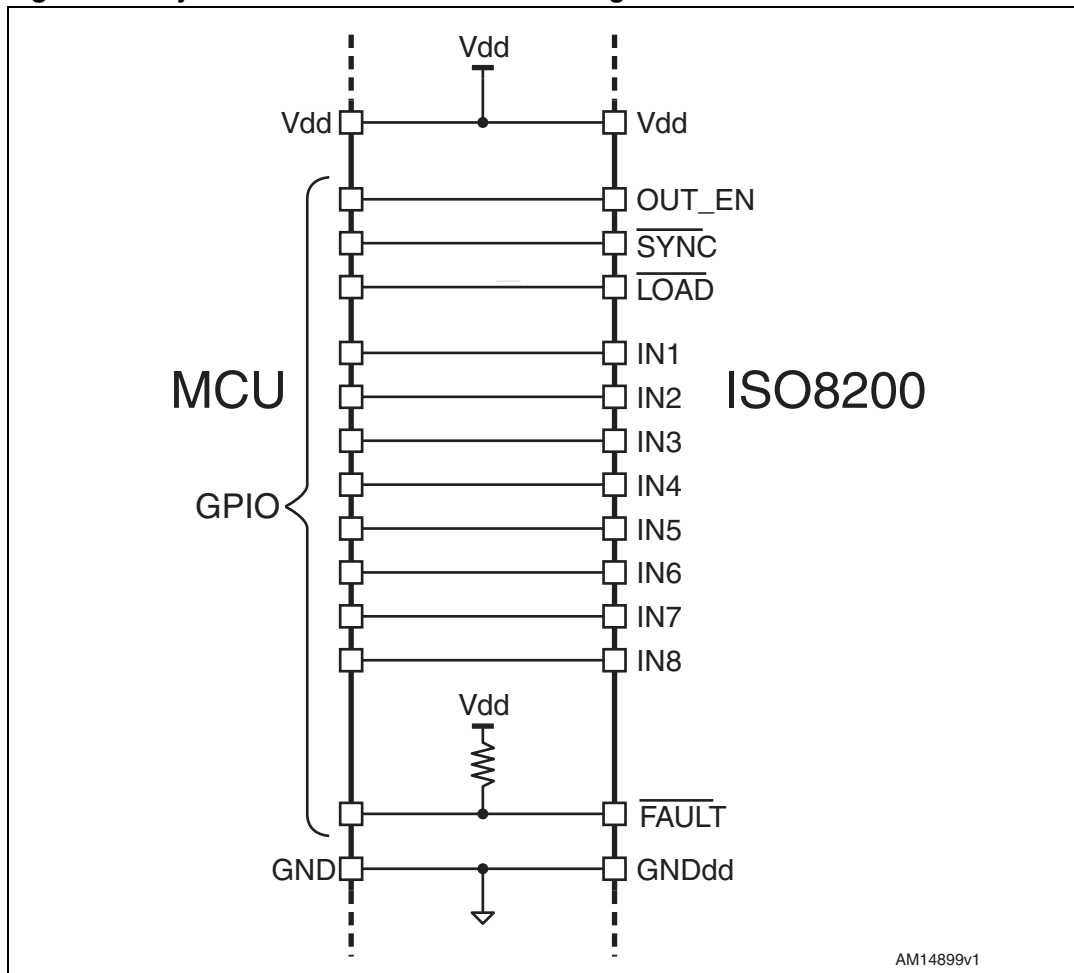 Vdd
Vdd Vdd
OUT_EN
SYNC
LOAD
IN1
MCU IN2 ISO8200
IN3
IN4
GPIO IN5
IN6
IN7
IN8
Vdd
FAULT
GND GNDdd
AM14899v1